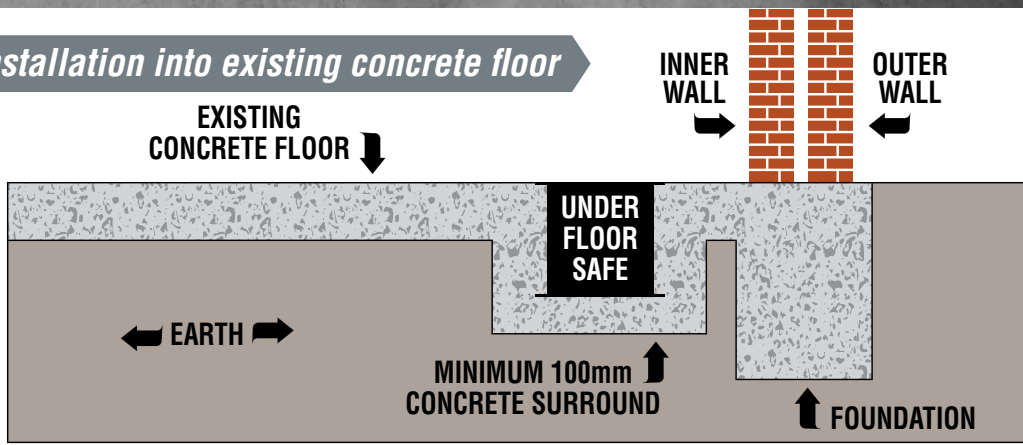 into existing concrete floor
INNER
WALL
OUTER
WALL
EXISTING
CONCRETE FLOOR
UNDER
FLOOR
SAFE
EARTH
MINIMUM 100mm
CONCRETE SURROUND
FOUNDATION